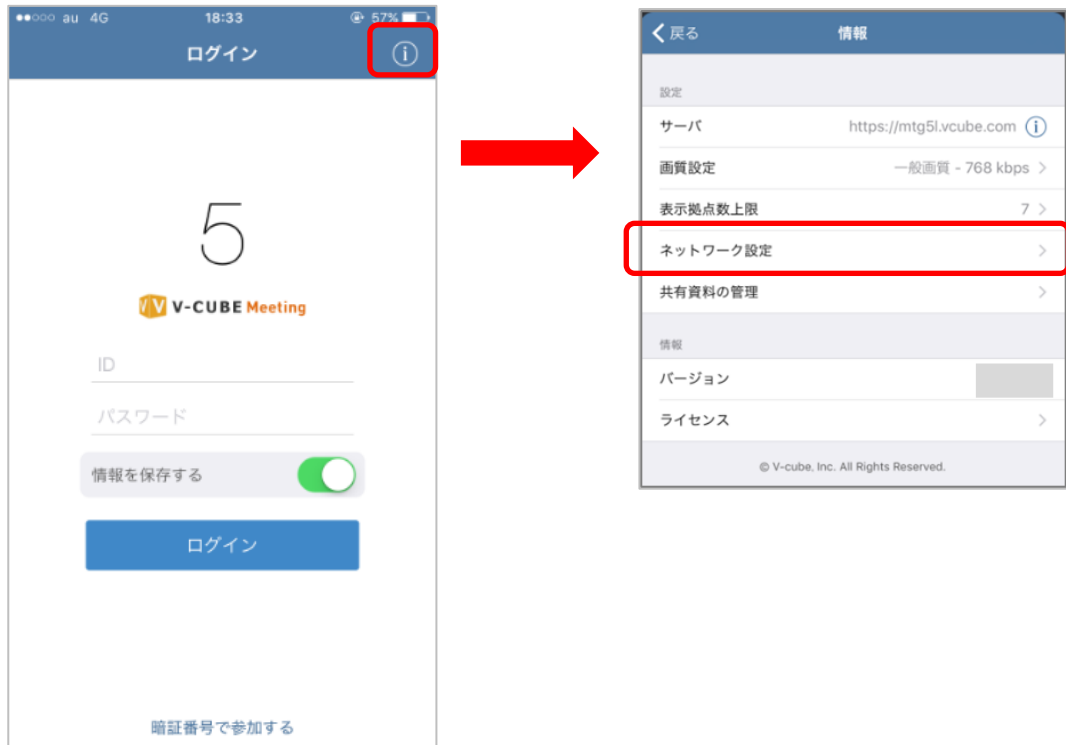 au 4G 18:33 57%
ログイン
5
V-CUBE Meeting
ID
パスワード
情報を保存する
ログイン
暗証番号で参加する
戻る 情報
設定
サーバ https://mtg5l.vcube.com
画質設定 一般画質 - 768 kbps
表示拠点数上限 7
ネットワーク設定
共有資料の管理
情報
バージョン
ライセンス
© V-cube, Inc. All Rights Reserved.